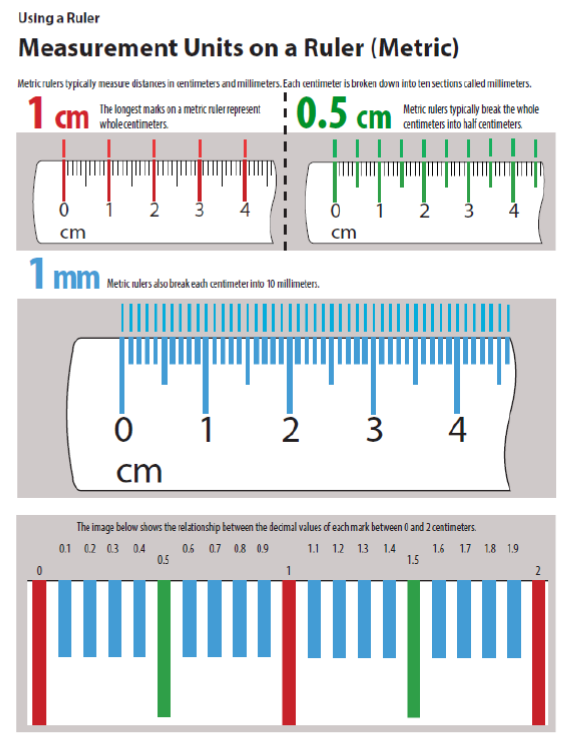 Using a Ruler
Measurement Units on a Ruler (Metric)
Metric rulers typically measure distances in centimeters and millimeters. Each centimeter is broken down into ten sections called millimeters.
1 cm
The longest marks on a metric ruler represent
whole centimeters.
0 1 2 3 4
cm
0.5 cm
Metric rulers typically break the whole
centimeters into half centimeters.
0 1 2 3 4
cm
1 mm
Metric rulers also break each centimeter into 10 millimeters.
0 1 2 3 4
cm
The image below shows the relationship between the decimal values of each mark between 0 and 2 centimeters.
0 0.1 0.2 0.3 0.4 0.5 0.6 0.7 0.8 0.9 1 1.1 1.2 1.3 1.4 1.5 1.6 1.7 1.8 1.9 2